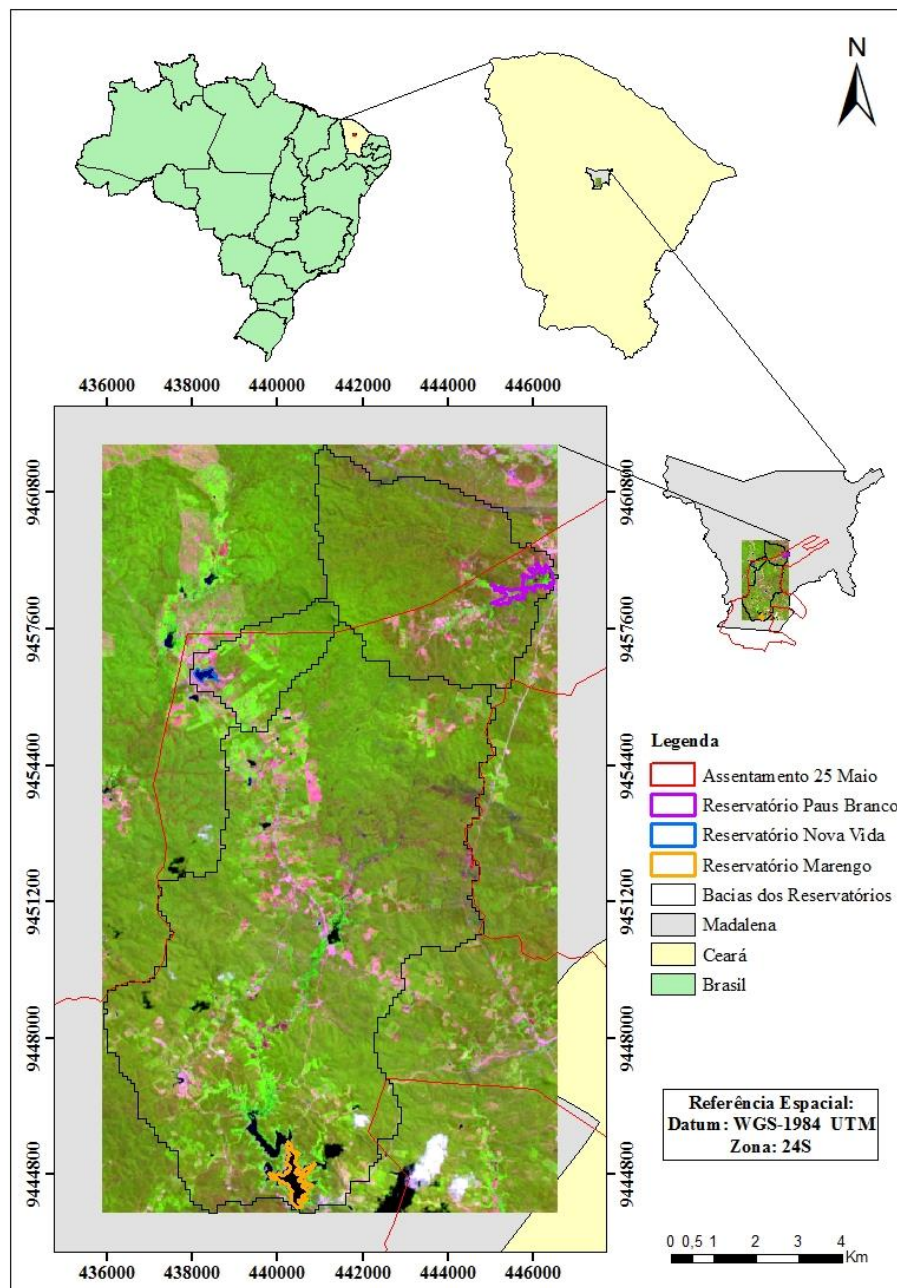 N
436000 438000 440000 442000 444000 446000
9460800
9460800
9457600
9457600
9454400
9454400
9451200
9451200
9448000
9448000
9444800
9444800
436000 438000 440000 442000 444000 446000
Legenda
Assentamento 25 Maio
Reservatório Paus Branco
Reservatório Nova Vida
Reservatório Marengo
Bacias dos Reservatórios
Madalena
Ceará
Brasil
Referência Espacial:
Datum: WGS-1984 UTM
Zona: 24S
0 0,5 1 2 3 4
Km